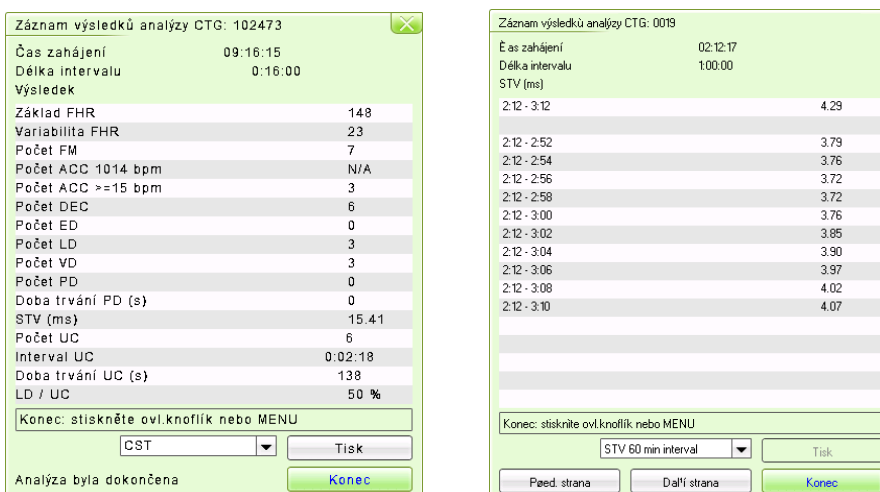 Záznam výsledků analýzy CTG: 102473
Čas zahájení 09:16:15
Délka intervalu 0:16:00
Výsledek
Základ FHR 148
Variabilita FHR 23
Počet FM 7
Počet ACC 1014 bpm N/A
Počet ACC >=15 bpm 3
Počet DEC 6
Počet ED 0
Počet LD 3
Počet VD 3
Počet PD 0
Doba trvání PD (s) 0
STV (ms) 15.41
Počet UC 6
Interval UC 0:02:18
Doba trvání UC (s) 138
LD / UC 50 %
Konec: stiskněte ovl.knoflík nebo MENU
CST Tisk
Analýza byla dokončena Konec
Záznam výsledkù analýzy CTG: 0019
È as zahájení 02:12:17
Délka intervalu 1:00:00
STV (ms)
2:12 - 3:12 4.29
2:12 - 2:52 3.79
2:12 - 2:54 3.76
2:12 - 2:56 3.72
2:12 - 2:58 3.72
2:12 - 3:00 3.76
2:12 - 3:02 3.85
2:12 - 3:04 3.90
2:12 - 3:06 3.97
2:12 - 3:08 4.02
2:12 - 3:10 4.07
Konec: stisknìte ovl.knoflík nebo MENU
STV 60 min interval Tisk
Pøed. strana Dal¹í strana Konec